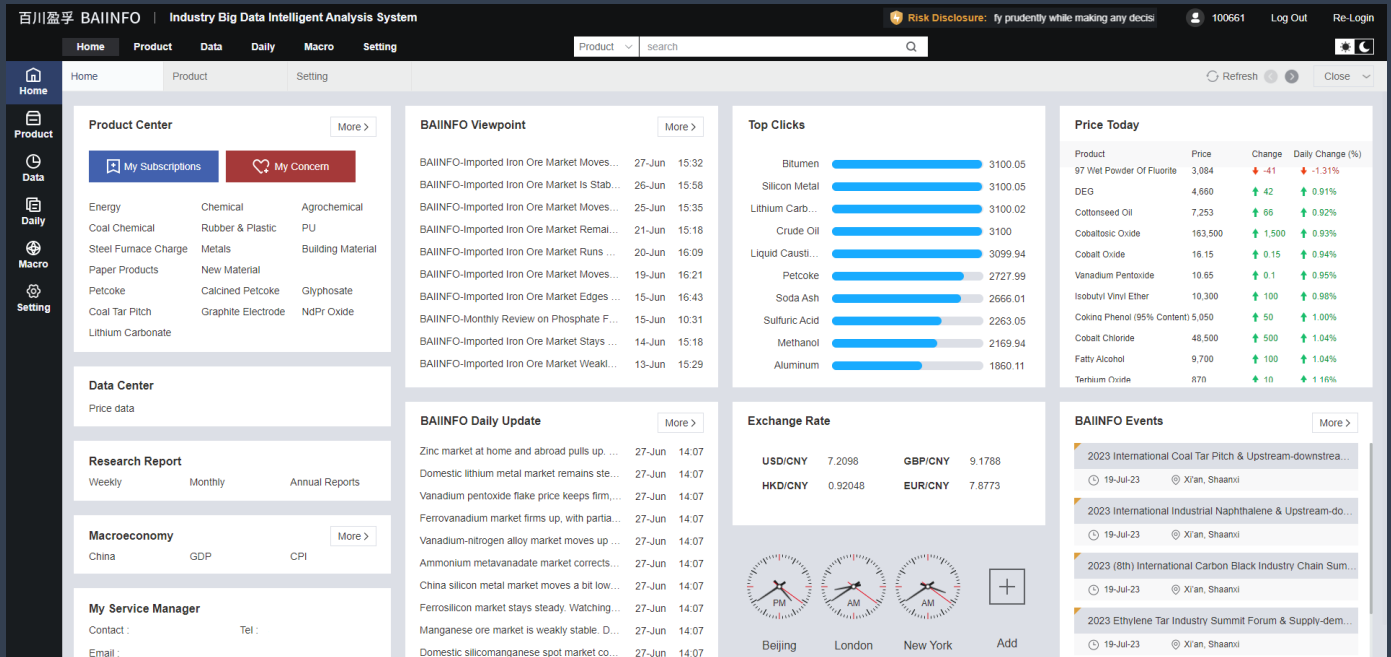 百川盈孚 BAIINFO | Industry Big Data Intelligent Analysis System
Risk Disclosure: fy prudently while making any decisi
100661 Log Out Re-Login
Home Product Data Daily Macro Setting
Product search
Home
Product
Data
Daily
Macro
Setting
Home Product Setting
Refresh Close
Product Center More >
My Subscriptions My Concern
Energy Chemical Agrochemical
Coal Chemical Rubber & Plastic PU
Steel Furnace Charge Metals Building Material
Paper Products New Material
Petcoke Calcined Petcoke Glyphosate
Coal Tar Pitch Graphite Electrode NdPr Oxide
Lithium Carbonate
Data Center
Price data
Research Report
Weekly Monthly Annual Reports
Macroeconomy More >
China GDP CPI
My Service Manager
Contact : Tel :
Email :
BAIINFO Viewpoint More >
BAIINFO-Imported Iron Ore Market Moves... 27-Jun 15:32
BAIINFO-Imported Iron Ore Market Is Stab... 26-Jun 15:58
BAIINFO-Imported Iron Ore Market Moves... 25-Jun 15:35
BAIINFO-Imported Iron Ore Market Remai... 21-Jun 15:18
BAIINFO-Imported Iron Ore Market Runs ... 20-Jun 16:09
BAIINFO-Imported Iron Ore Market Moves... 19-Jun 16:21
BAIINFO-Imported Iron Ore Market Edges ... 15-Jun 16:43
BAIINFO-Monthly Review on Phosphate F... 15-Jun 10:31
BAIINFO-Imported Iron Ore Market Stays ... 14-Jun 15:18
BAIINFO-Imported Iron Ore Market Weakl... 13-Jun 15:29
BAIINFO Daily Update More >
Zinc market at home and abroad pulls up. ... 27-Jun 14:07
Domestic lithium metal market remains ste... 27-Jun 14:07
Vanadium pentoxide flake price keeps firm,... 27-Jun 14:07
Ferrovanadium market firms up, with partia... 27-Jun 14:07
Vanadium-nitrogen alloy market moves up ... 27-Jun 14:07
Ammonium metavanadate market corrects... 27-Jun 14:07
China silicon metal market moves a bit low... 27-Jun 14:07
Ferrosilicon market stays steady. Watching... 27-Jun 14:07
Manganese ore market is weakly stable. D... 27-Jun 14:07
Domestic silicomanganese spot market co... 27-Jun 14:07
Top Clicks
Bitumen 3100.05
Silicon Metal 3100.05
Lithium Carb... 3100.02
Crude Oil 3100
Liquid Causti... 3099.94
Petcoke 2727.99
Soda Ash 2666.01
Sulfuric Acid 2263.05
Methanol 2169.94
Aluminum 1860.11
Exchange Rate
USD/CNY 7.2098 GBP/CNY 9.1788
HKD/CNY 0.92048 EUR/CNY 7.8773
PM AM AM
Beijing London New York Add
Price Today
Product Price Change Daily Change (%)
97 Wet Powder Of Fluorite 3,084 -41 -1.31%
DEG 4,660 42 0.91%
Cottonseed Oil 7,253 66 0.92%
Cobaltosic Oxide 163,500 1,500 0.93%
Cobalt Oxide 16.15 0.15 0.94%
Vanadium Pentoxide 10.65 0.1 0.95%
Isobutyl Vinyl Ether 10,300 100 0.98%
Coking Phenol (95% Content) 5,050 50 1.00%
Cobalt Chloride 48,500 500 1.04%
Fatty Alcohol 9,700 100 1.04%
Terbium Oxide 870 10 1.16%
BAIINFO Events More >
2023 International Coal Tar Pitch & Upstream-downstrea...
19-Jul-23 Xi'an, Shaanxi
2023 International Industrial Naphthalene & Upstream-do...
19-Jul-23 Xi'an, Shaanxi
2023 (8th) International Carbon Black Industry Chain Sum...
19-Jul-23 Xi'an, Shaanxi
2023 Ethylene Tar Industry Summit Forum & Supply-dem...
19-Jul-23 Xi'an, Shaanxi